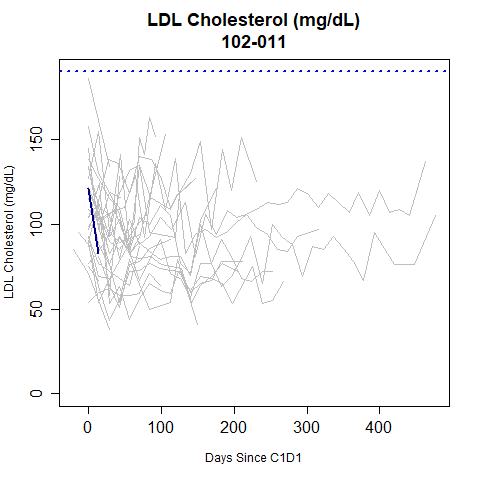 LDL Cholesterol (mg/dL)
102-011
LDL Cholesterol (mg/dL)
150
100
50
0
0 100 200 300 400
Days Since C1D1